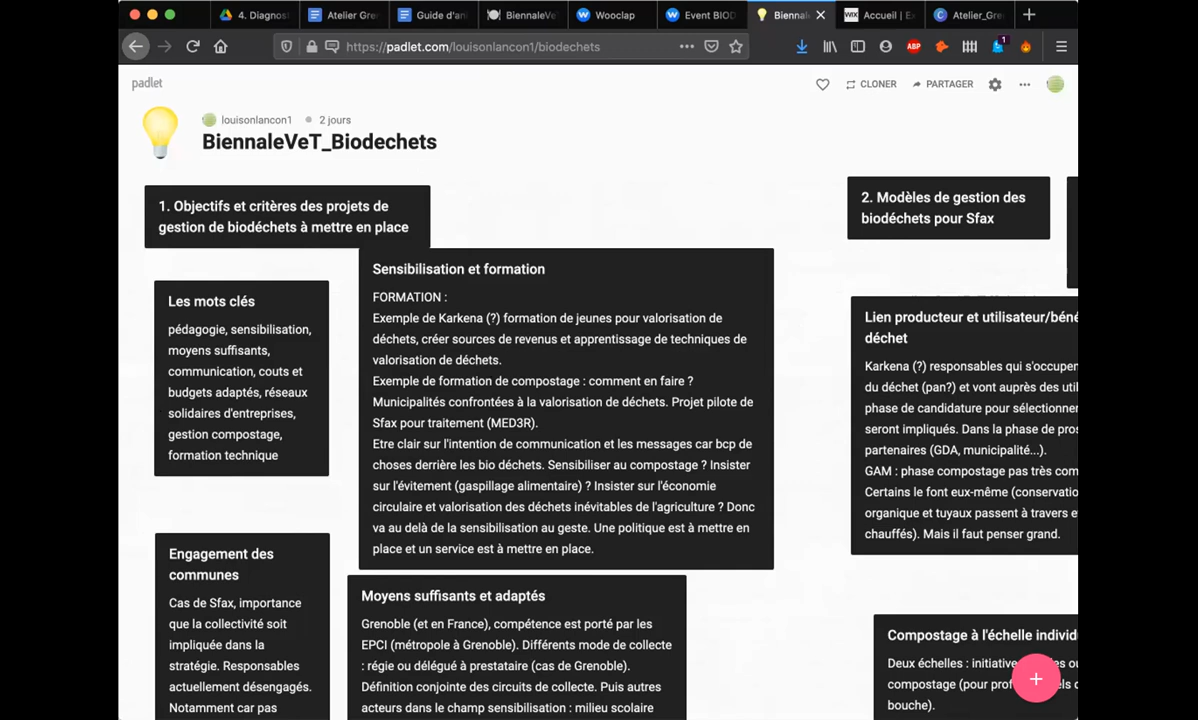 4. Diagnos
Atelier Gre
Guide d'an
BiennaleVe
Wooclap
Event BIOD
Biennal
WiX
Accueil | E
Atelier_Gre
https://padlet.com/louisonlancon1/biodechets
ABP
1
padlet
CLONER
PARTAGER
louisonlancon1
2 jours
BiennaleVeT_Biodechets
1. Objectifs et critères des projets de
gestion de biodéchets à mettre en place
Les mots clés
pédagogie, sensibilisation,
moyens suffisants,
communication, couts et
budgets adaptés, réseaux
solidaires d'entreprises,
gestion compostage,
formation technique
Sensibilisation et formation
FORMATION :
Exemple de Karkena (?) formation de jeunes pour valorisation de
déchets, créer sources de revenus et apprentissage de techniques de
valorisation de déchets.
Exemple de formation de compostage : comment en faire ?
Municipalités confrontées à la valorisation de déchets. Projet pilote de
Sfax pour traitement (MED3R).
Etre clair sur l'intention de communication et les messages car bcp de
choses derrière les bio déchets. Sensibiliser au compostage ? Insister
sur l'évitement (gaspillage alimentaire) ? Insister sur l'économie
circulaire et valorisation des déchets inévitables de l'agriculture ? Donc
va au delà de la sensibilisation au geste. Une politique est à mettre en
place et un service est à mettre en place.
Engagement des
communes
Cas de Sfax, importance
que la collectivité soit
impliquée dans la
stratégie. Responsables
actuellement désengagés.
Notamment car pas
Moyens suffisants et adaptés
Grenoble (et en France), compétence est porté par les
EPCI (métropole à Grenoble). Différents mode de collecte
: régie ou délégué à prestataire (cas de Grenoble).
Définition conjointe des circuits de collecte. Puis autres
acteurs dans le champ sensibilisation : milieu scolaire
2. Modèles de gestion des
biodéchets pour Sfax
Lien producteur et utilisateur/béné
déchet
Karkena (?) responsables qui s'occupen
du déchet (pan?) et vont auprès des util
phase de candidature pour sélectionner
seront impliqués. Dans la phase de pros
partenaires (GDA, municipalité...).
GAM : phase compostage pas très com
Certains le font eux-même (conservatio
organique et tuyaux passent à travers e
chauffés). Mais il faut penser grand.
Compostage à l'échelle individu
Deux échelles : initiative
compostage (pour prof
bouche).